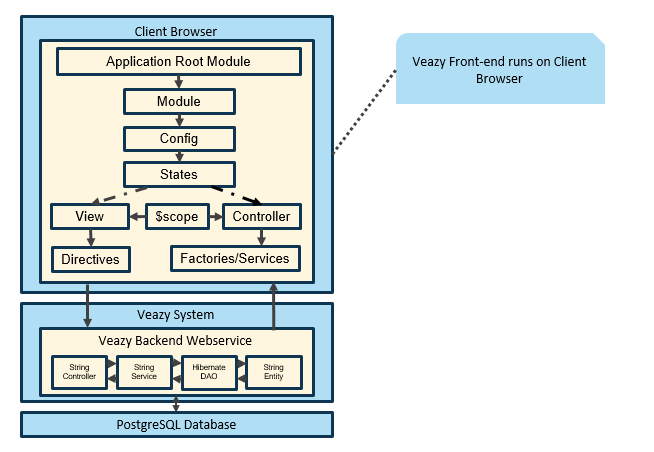 Client Browser
Application Root Module
Module
Config
States
View
$scope
Controller
Directives
Factories/Services
Veazy Front-end runs on Client
Browser
Veazy System
Veazy Backend Webservice
String
Controller
String
Service
Hibernate
DAO
String
Entity
PostgreSQL Database